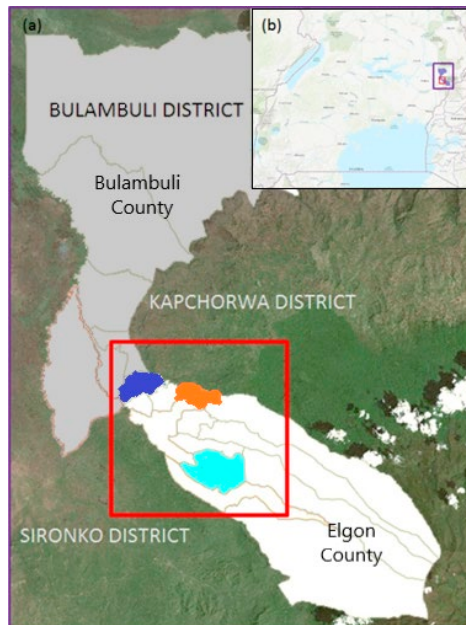 (a)
(b)
BULAMBULI DISTRICT
Bulambuli
County
KAPCHORWA DISTRICT
SIRONKO DISTRICT
Elgon
County